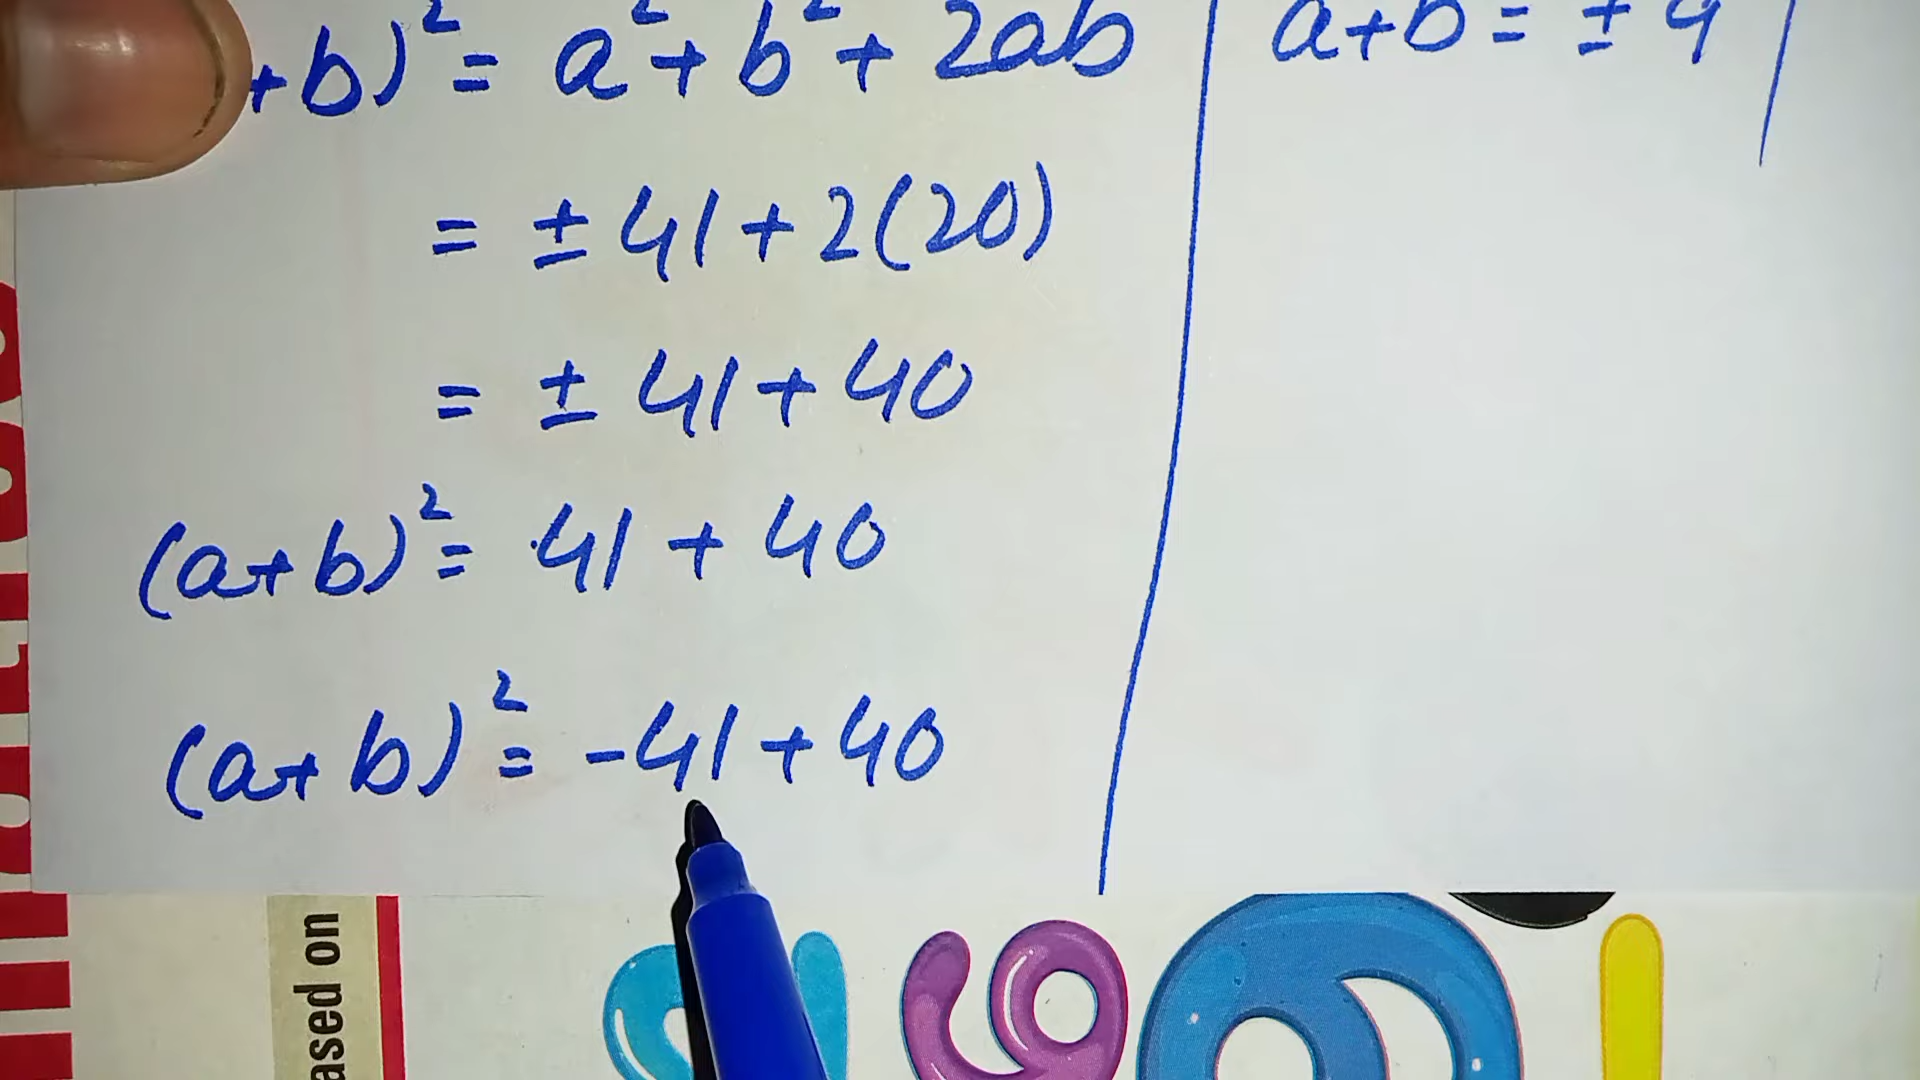 +b)² = a²+b²+2ab
= ± 41+2(20)
= ± 41+40
(a+b)² = 41 + 40
(a+b)² = -41+40
a+b = ± 9
ased on